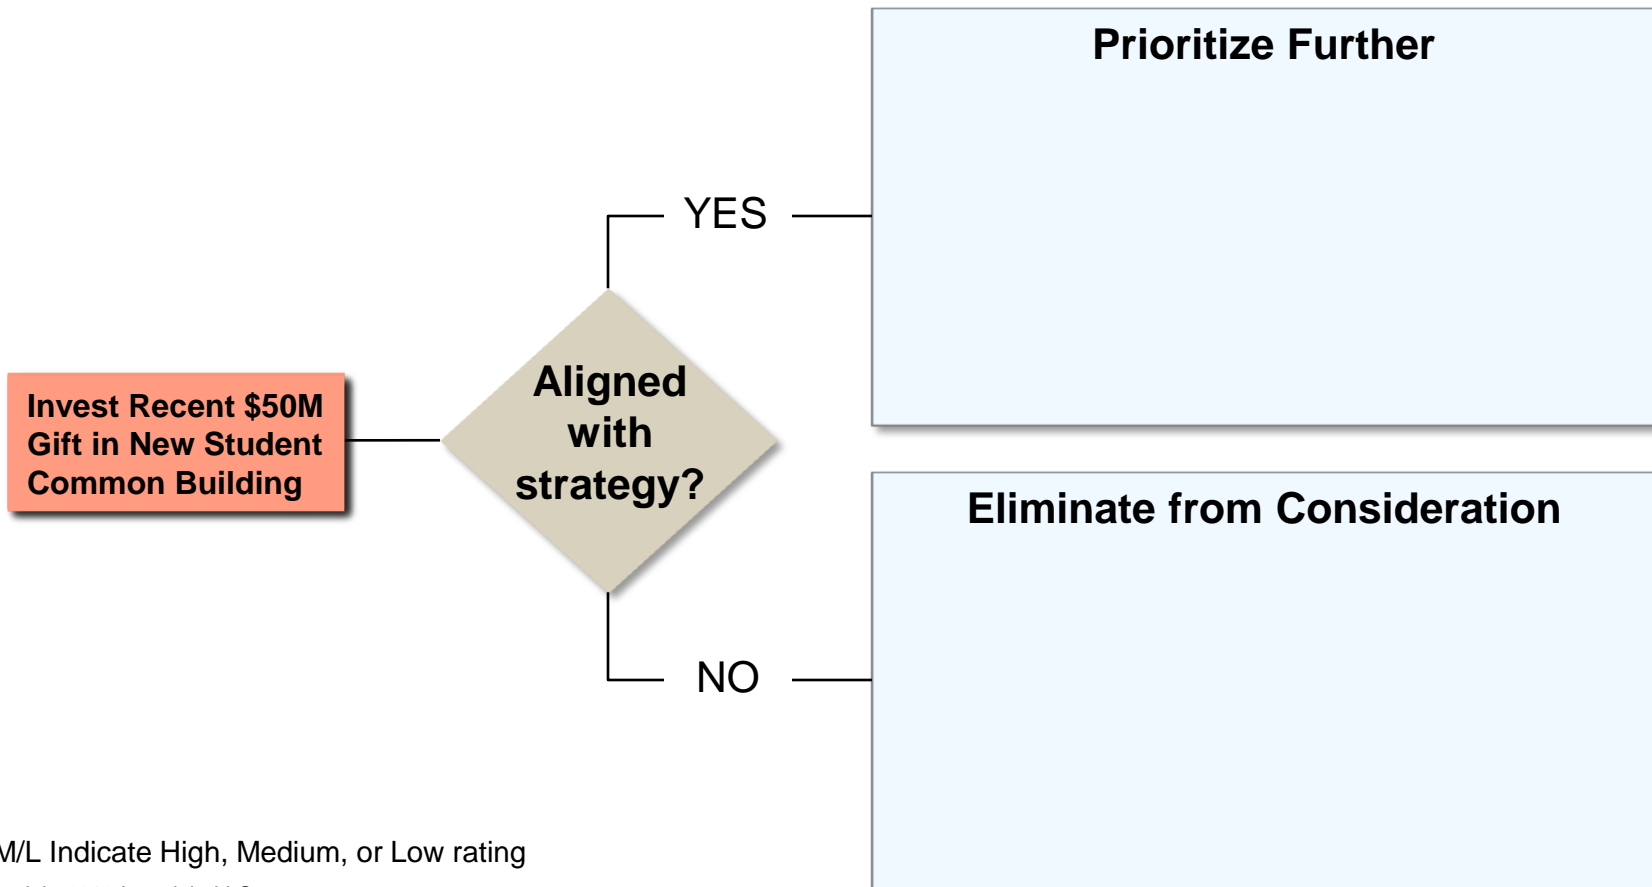 Prioritize Further
YES
Aligned
with
strategy?
Invest Recent $50M
Gift in New Student
Common Building
Eliminate from Consideration
NO
M/L Indicate High, Medium, or Low rating